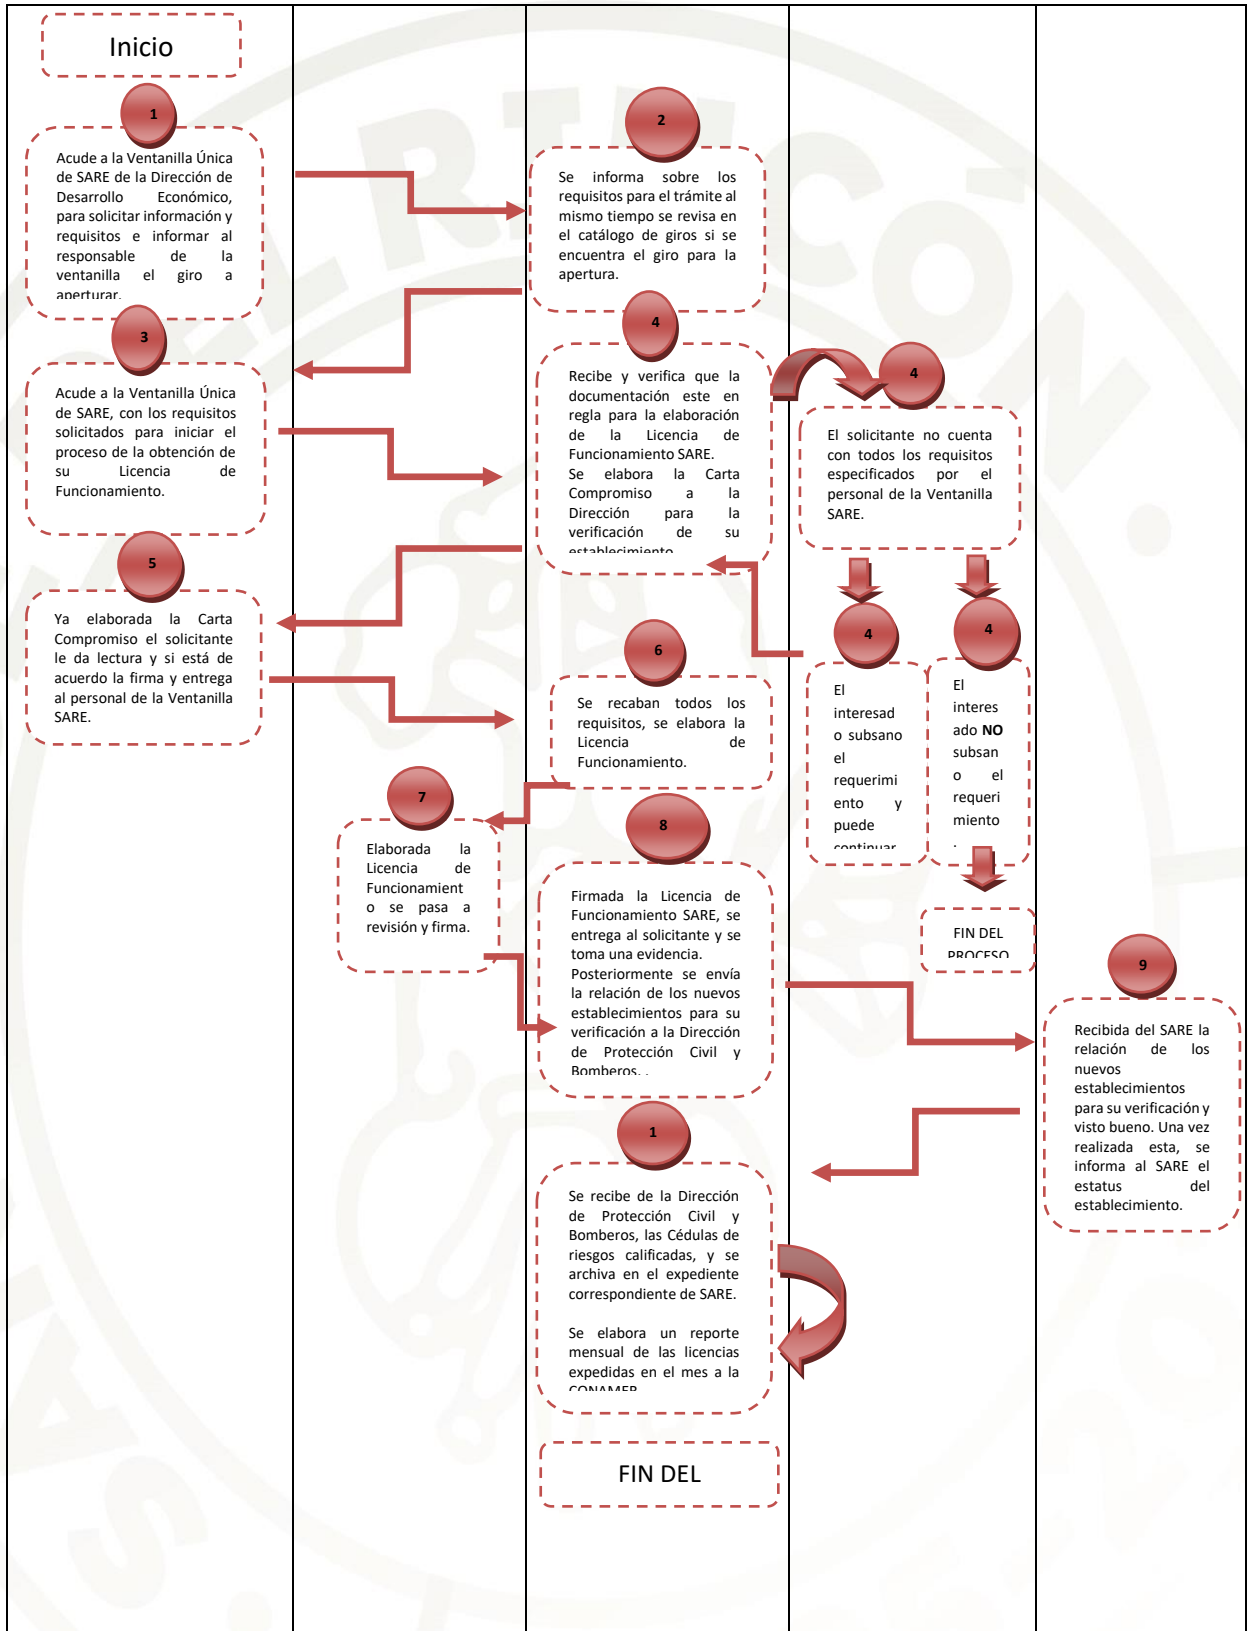 Inicio
1
Acude a la Ventanilla Única
de SARE de la Dirección de
Desarrollo Económico,
para solicitar información y
requisitos e informar al
responsable de la
ventanilla el giro a
aperturar.
2
Se informa sobre los
requisitos para el trámite al
mismo tiempo se revisa en
el catálogo de giros si se
encuentra el giro para la
apertura.
3
Acude a la Ventanilla Única
de SARE, con los requisitos
solicitados para iniciar el
proceso de la obtención de
su Licencia de
Funcionamiento.
4
Recibe y verifica que la
documentación este en
regla para la elaboración
de la Licencia de
Funcionamiento SARE.
Se elabora la Carta
Compromiso a la
Dirección para la
verificación de su
establecimiento
4
El solicitante no cuenta
con todos los requisitos
especificados por el
personal de la Ventanilla
SARE.
4
El
interesad
o subsano
el
requerimi
ento y
puede
continuar
4
El
interes
ado NO
subsan
o el
requeri
miento
.
FIN DEL
PROCESO
5
Ya elaborada la Carta
Compromiso el solicitante
le da lectura y si está de
acuerdo la firma y entrega
al personal de la Ventanilla
SARE.
6
Se recaban todos los
requisitos, se elabora la
Licencia de
Funcionamiento.
7
Elaborada la
Licencia de
Funcionamient
o se pasa a
revisión y firma.
8
Firmada la Licencia de
Funcionamiento SARE, se
entrega al solicitante y se
toma una evidencia.
Posteriormente se envía
la relación de los nuevos
establecimientos para su
verificación a la Dirección
de Protección Civil y
Bomberos. .
9
Recibida del SARE la
relación de los
nuevos
establecimientos
para su verificación y
visto bueno. Una vez
realizada esta, se
informa al SARE el
estatus del
establecimiento.
1
Se recibe de la Dirección
de Protección Civil y
Bomberos, las Cédulas de
riesgos calificadas, y se
archiva en el expediente
correspondiente de SARE.
Se elabora un reporte
mensual de las licencias
expedidas en el mes a la
CONAMER
FIN DEL